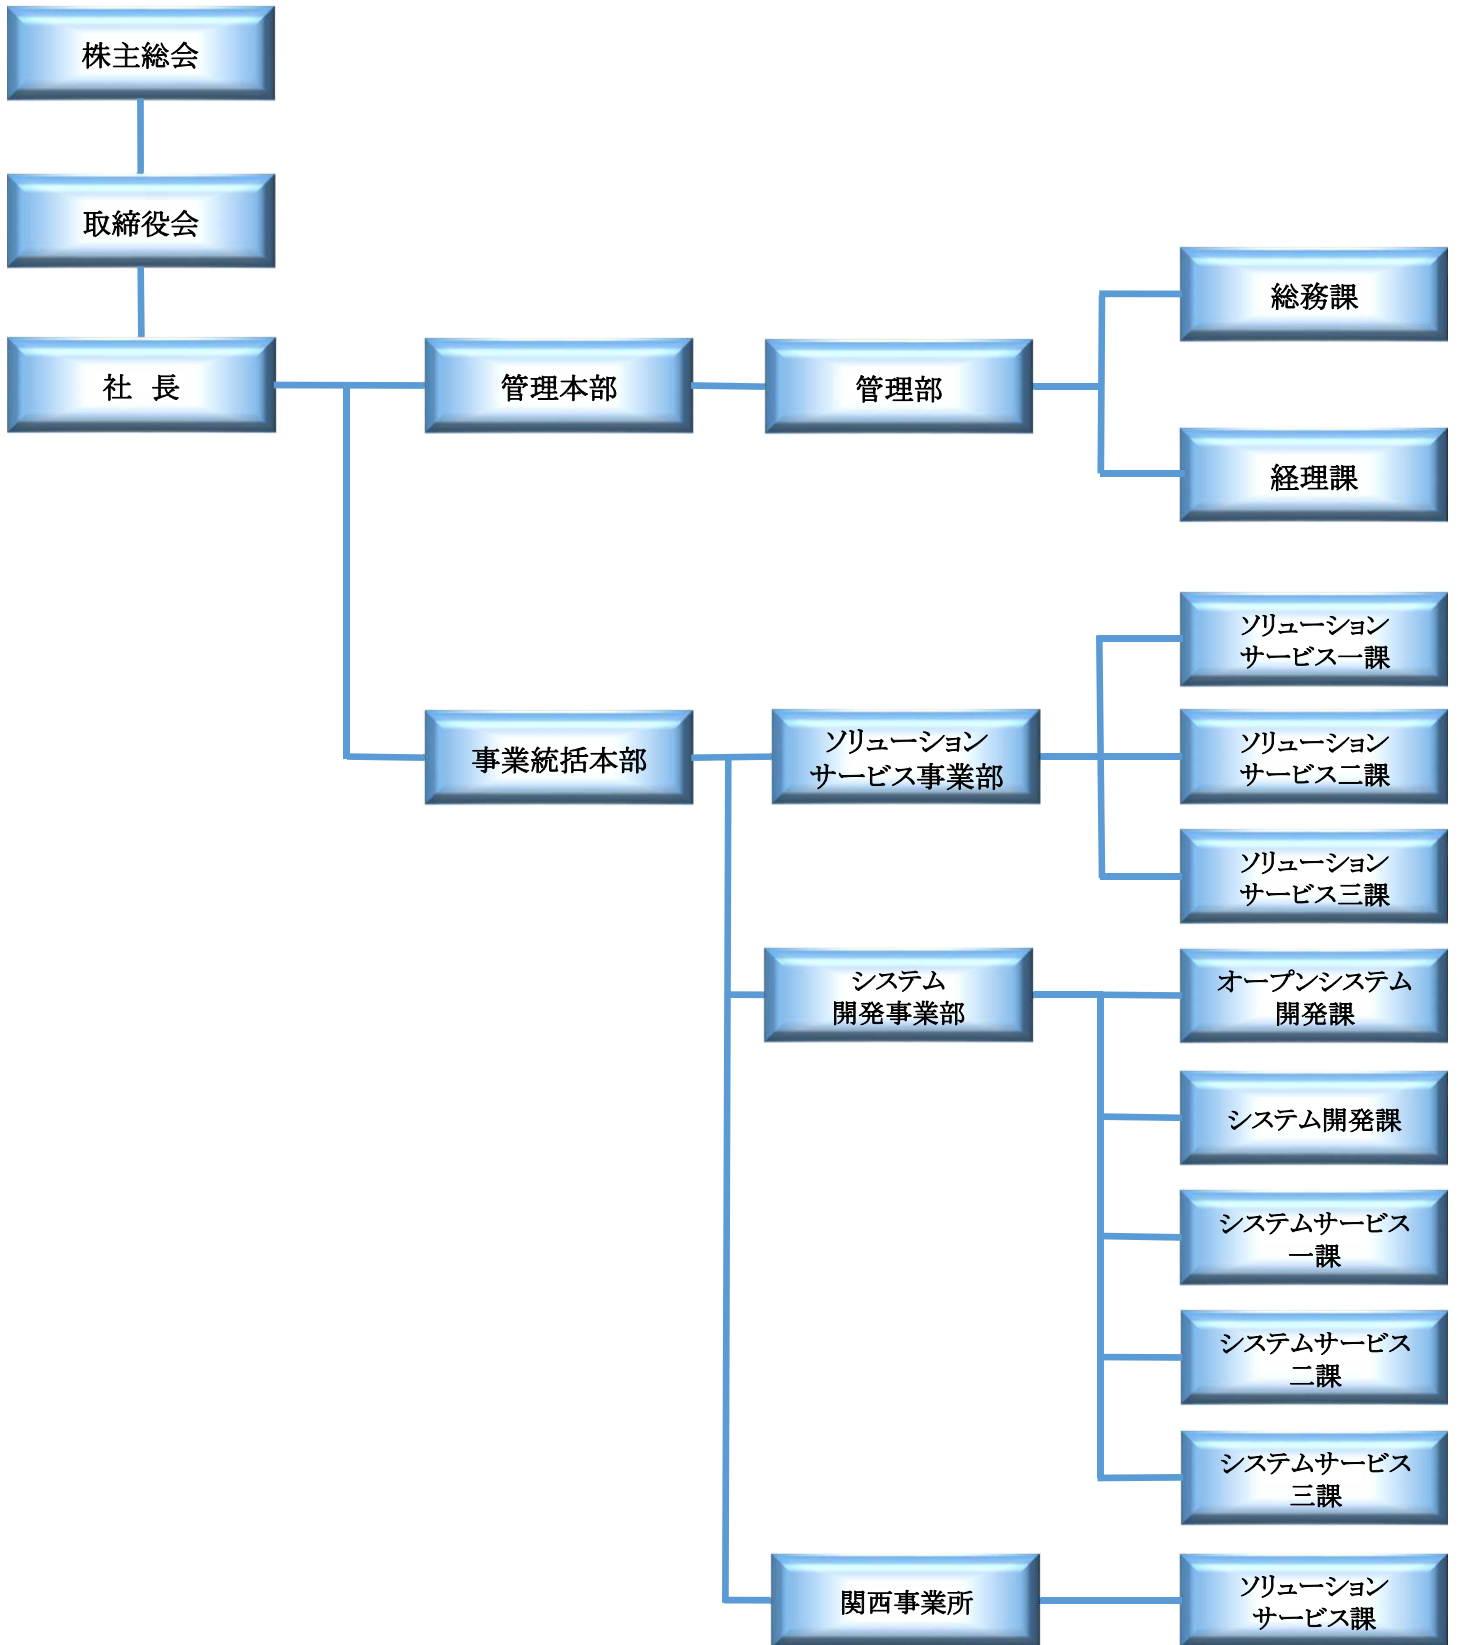 株主総会
取締役会
社　長
管理本部
管理部
総務課
経理課
事業統括本部
ソリューション
サービス事業部
ソリューション
サービス一課
ソリューション
サービス二課
ソリューション
サービス三課
システム
開発事業部
オープンシステム
開発課
システム開発課
システムサービス
一課
システムサービス
二課
システムサービス
三課
関西事業所
ソリューション
サービス課